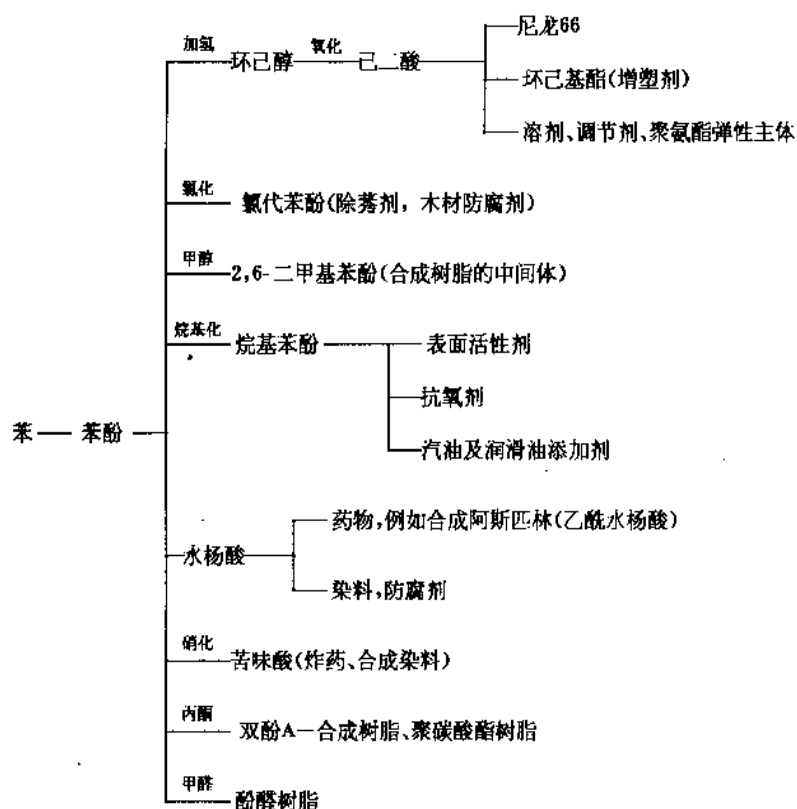 尼龙66
加氢 环己醇 氧化 己二酸
环己基酯(增塑剂)
溶剂、调节剂、聚氨酯弹性主体
氯化
氯代苯酚(除莠剂，木材防腐剂)
甲醇
2,6-二甲基苯酚(合成树脂的中间体)
烷基化
烷基苯酚 表面活性剂
抗氧剂
苯 苯酚
汽油及润滑油添加剂
药物,例如合成阿斯匹林(乙酰水杨酸)
水杨酸
染料,防腐剂
硝化
苦味酸(炸药、合成染料)
丙酮
双酚A—合成树脂、聚碳酸酯树脂
甲醛
酚醛树脂